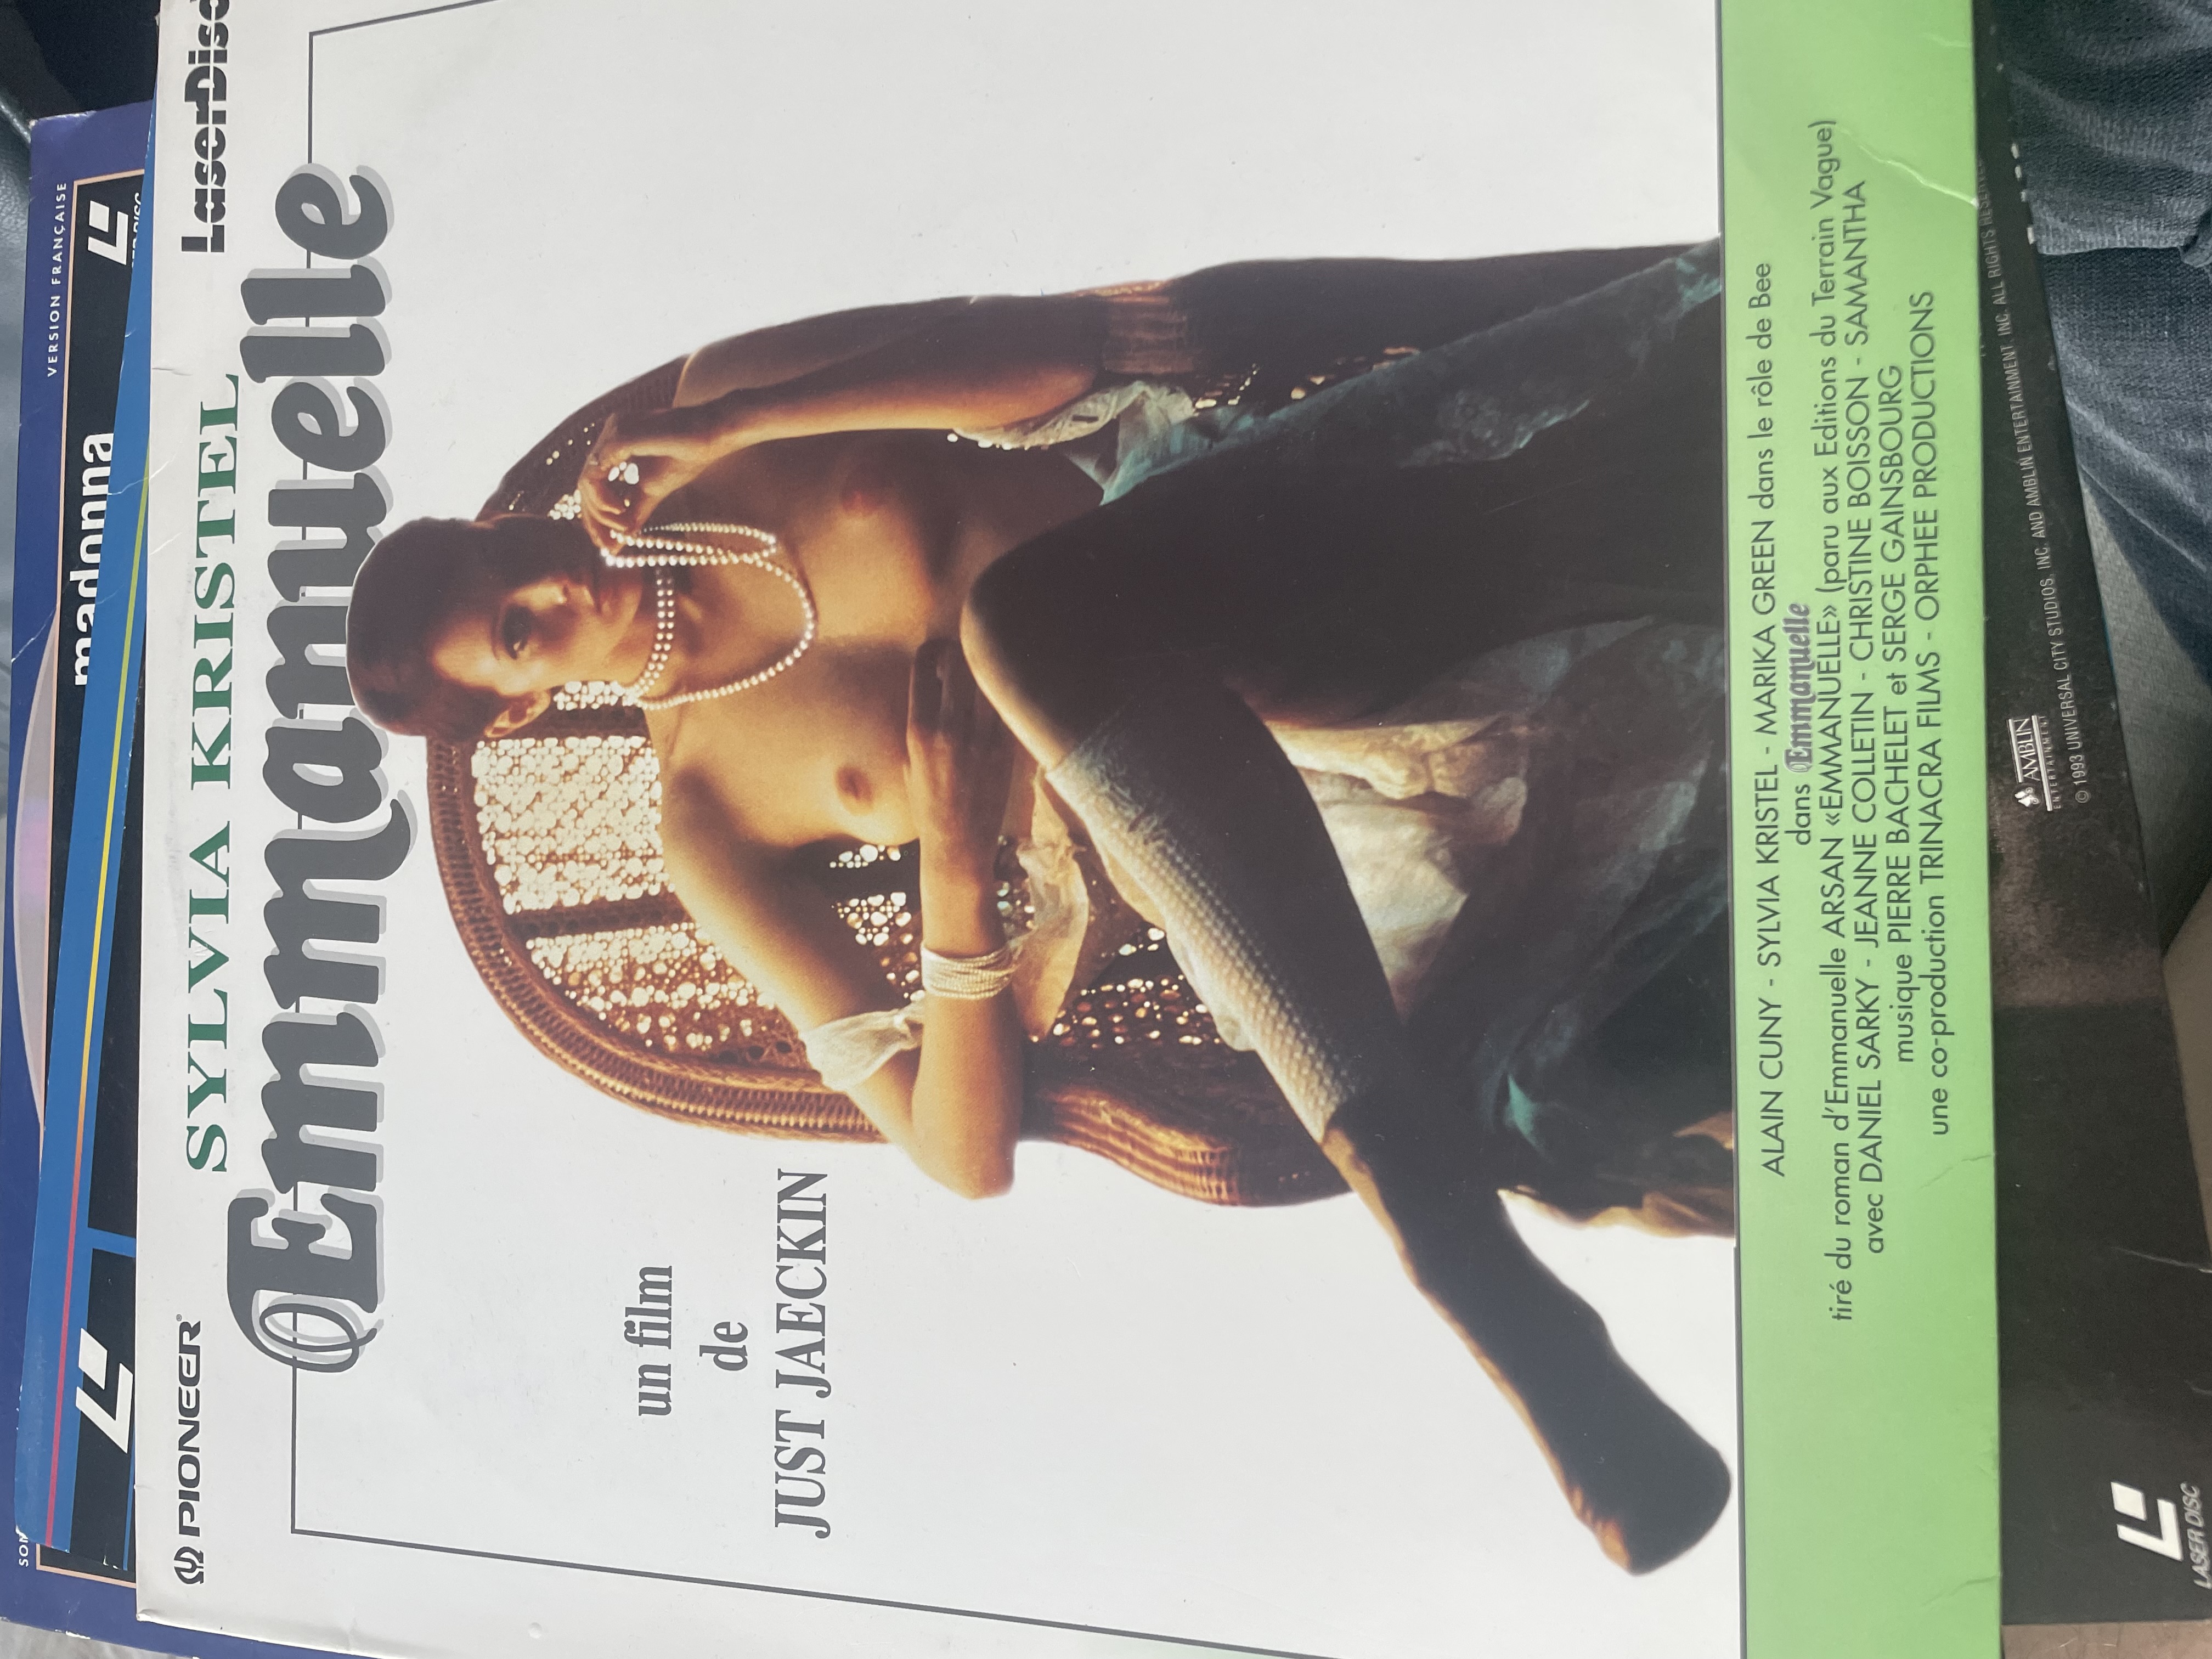 PIONEER®
LaserDisc
SYLVIA KRISTEL
Emmanuelle
un film
de
JUST JAECKIN
ALAIN CUNY - SYLVIA KRISTEL - MARIKA GREEN dans le rôle de Bee
dans Emmanuelle
tiré du roman d'Emmanuelle ARSAN «EMMANUELLE» (paru aux Editions du Terrain Vague)
avec DANIEL SARKY - JEANNE COLLETIN - CHRISTINE BOISSON - SAMANTHA
musique PIERRE BACHELET et SERGE GAINSBOURG
une co-production TRINACRA FILMS - ORPHEE PRODUCTIONS
VERSION FRANÇAISE
madonna
AMBLIN
ENTERTAINMENT
© 1993 UNIVERSAL CITY STUDIOS, INC. AND AMBLIN ENTERTAINMENT, INC. ALL RIGHTS
LASER DISC